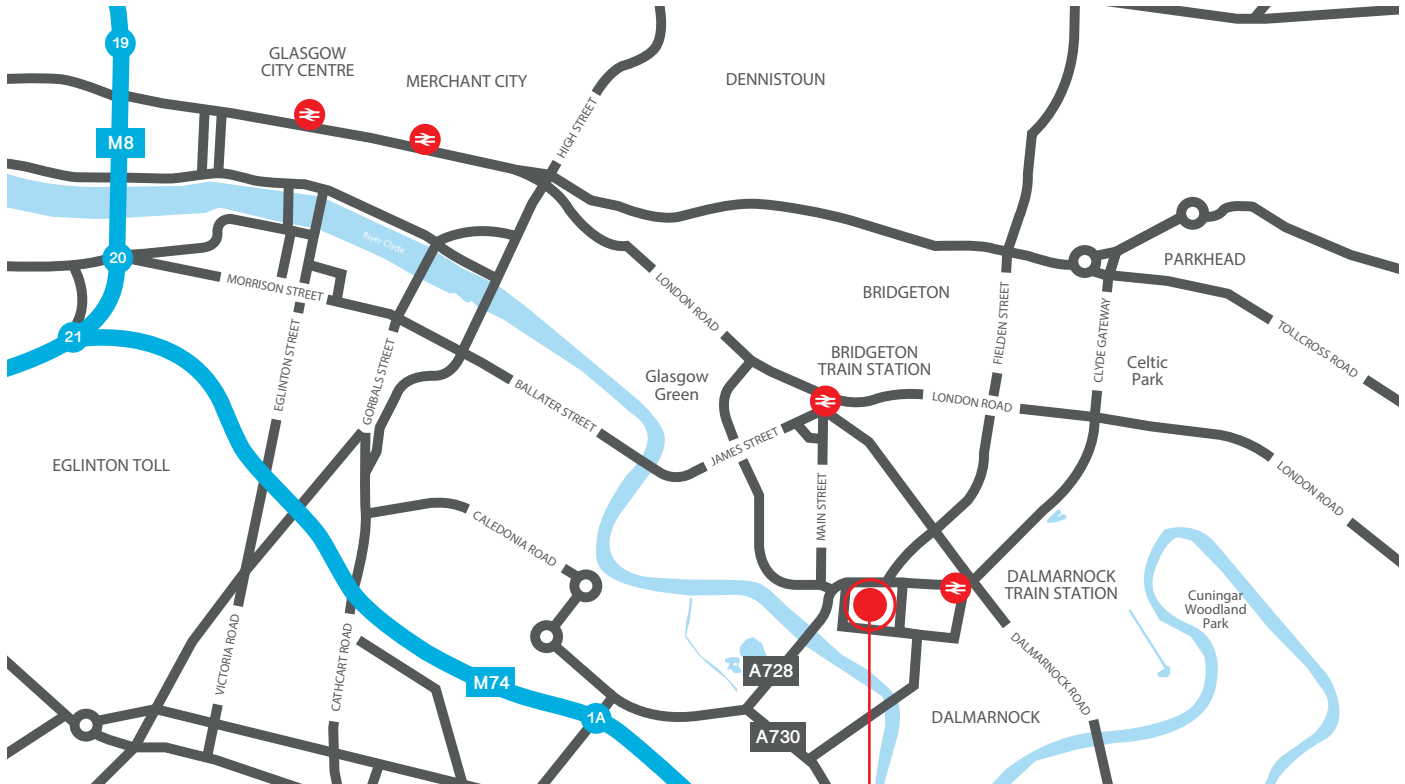 19
GLASGOW
CITY CENTRE
MERCHANT CITY
DENNISTOUN
HIGH STREET
M8
River Clyde
20
MORRISON STREET
PARKHEAD
LONDON ROAD
BRIDGETON
FIELDEN STREET
CLYDE GATEWAY
TOLLCROSS ROAD
21
EGLINTON STREET
GORBALS STREET
BRIDGETON
TRAIN STATION
Celtic
Park
Glasgow
Green
BALLATER STREET
LONDON ROAD
JAMES STREET
EGLINTON TOLL
LONDON ROAD
MAIN STREET
CALEDONIA ROAD
DALMARNOCK
TRAIN STATION
Cuningar
Woodland
Park
VICTORIA ROAD
CATHCART ROAD
DALMARNOCK ROAD
A728
M74
1A
DALMARNOCK
A730